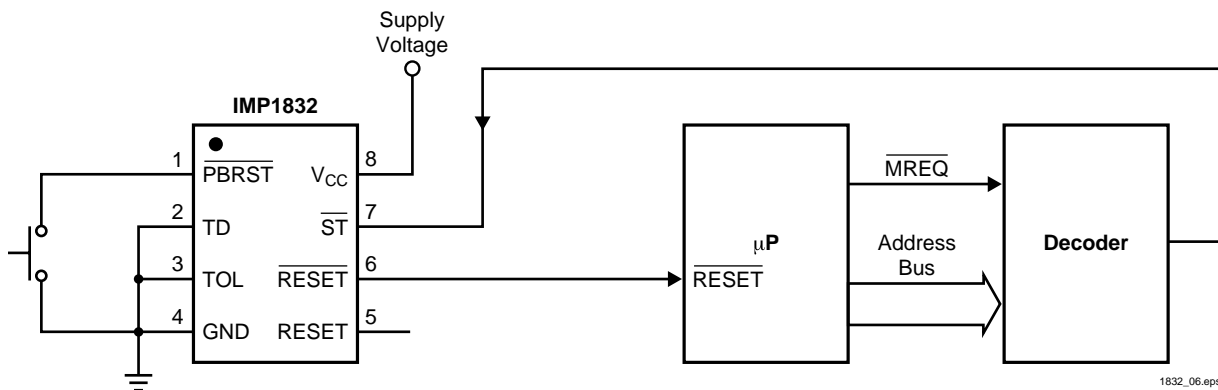 Supply
Voltage
IMP1832
1 PBRST
2 TD
3 TOL
4 GND
V_CC 8
ST 7
RESET 6
RESET 5
μP
RESET
MREQ
Address
Bus
Decoder
1832_06.eps